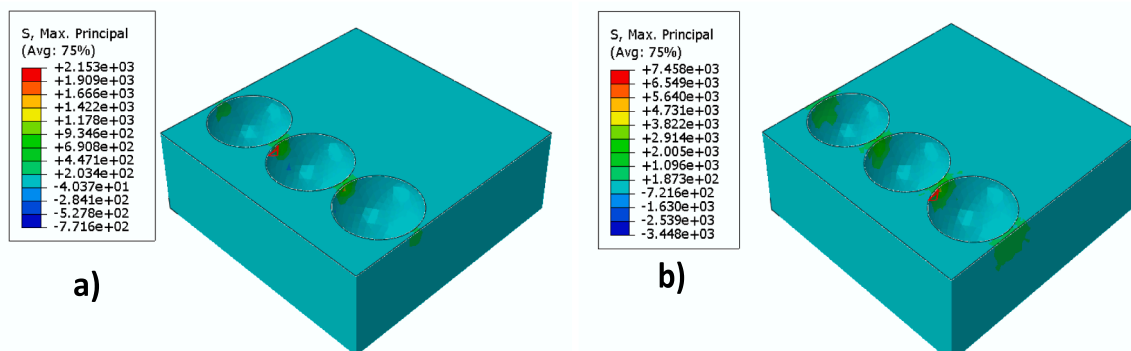 S, Max. Principal
(Avg: 75%)
+2.153e+03
+1.909e+03
+1.666e+03
+1.422e+03
+1.178e+03
+9.346e+02
+6.908e+02
+4.471e+02
+2.034e+02
-4.037e+01
-2.841e+02
-5.278e+02
-7.716e+02
a)
S, Max. Principal
(Avg: 75%)
+7.458e+03
+6.549e+03
+5.640e+03
+4.731e+03
+3.822e+03
+2.914e+03
+2.005e+03
+1.096e+03
+1.873e+02
-7.216e+02
-1.630e+03
-2.539e+03
-3.448e+03
b)